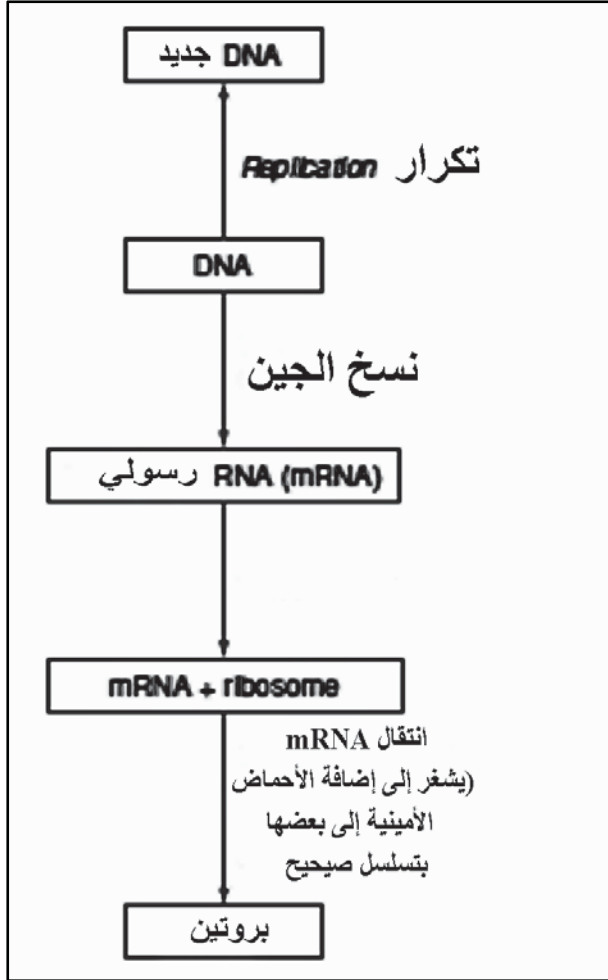 DNA جديد
تكرار Replication
DNA
نسخ الجين
رسولي RNA (mRNA)
mRNA + ribosome
انتقال mRNA
(يشغر إلى إضافة الأحماض
الأمينية إلى بعضها
بتسلسل صيحيح
بروتين